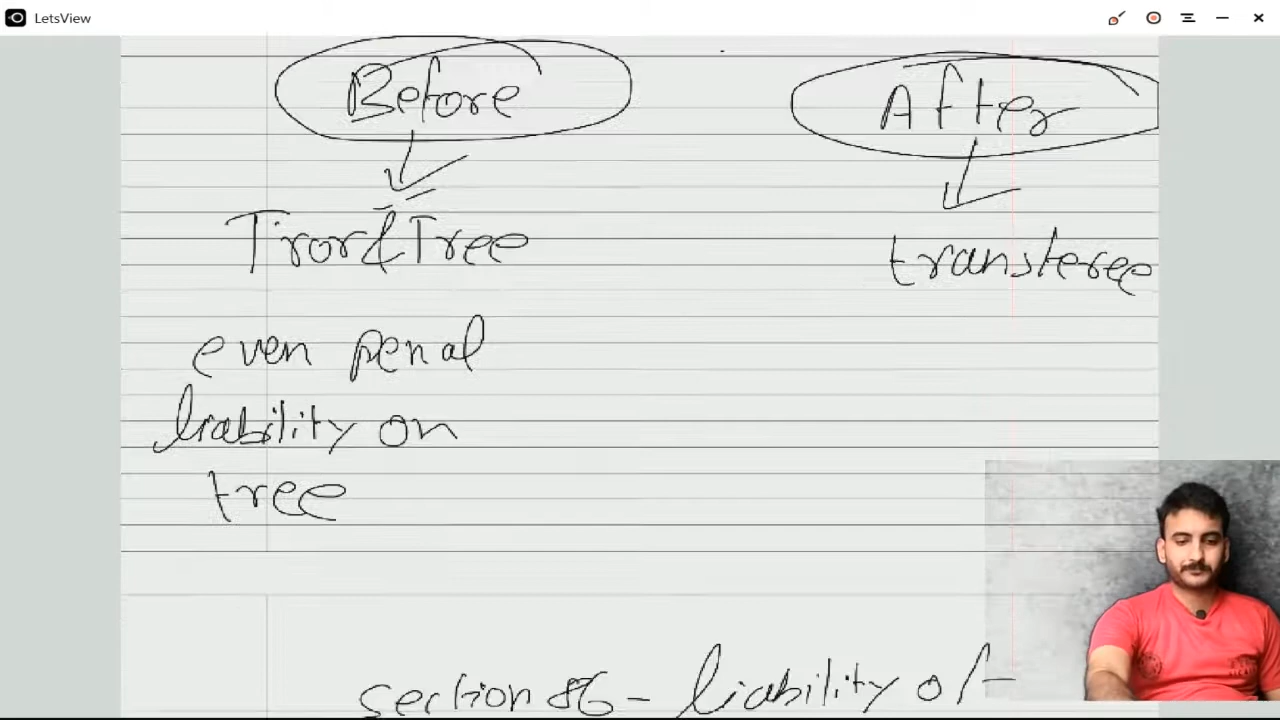 LetsView
Before After
Tror&Tree transferee
even penal
liability on
tree
section 86 - liability of